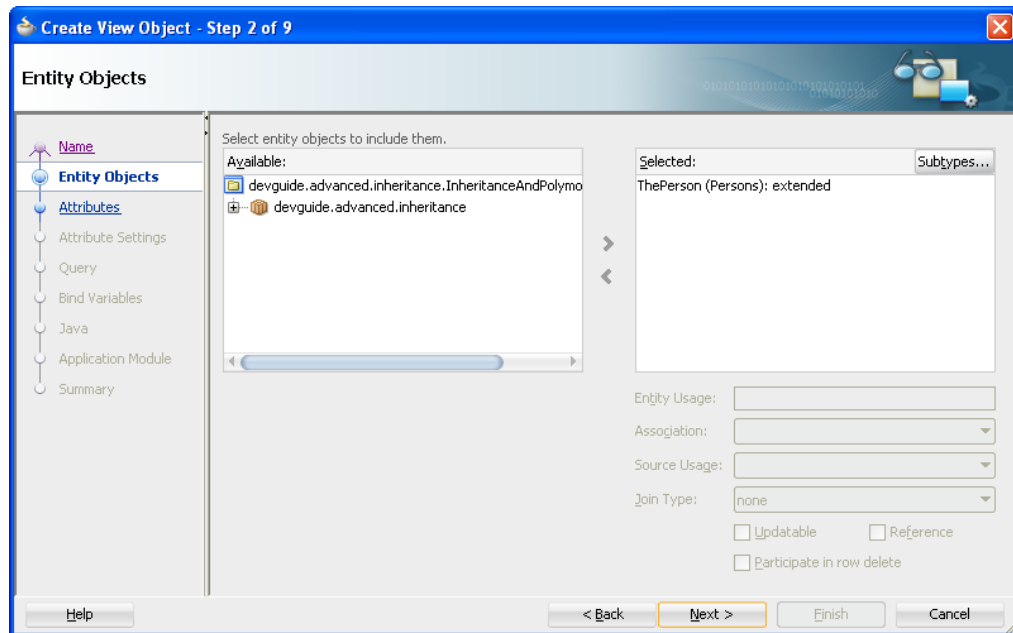 Create View Object - Step 2 of 9
Entity Objects
Name
Entity Objects
Attributes
Attribute Settings
Query
Bind Variables
Java
Application Module
Summary
Select entity objects to include them.
Available:
devguide.advanced.inheritance.InheritanceAndPolymo
devguide.advanced.inheritance
Selected:
Subtypes...
ThePerson (Persons): extended
Entity Usage:
Association:
Source Usage:
Join Type:
none
Updatable
Reference
Participate in row delete
Help
< Back
Next >
Finish
Cancel